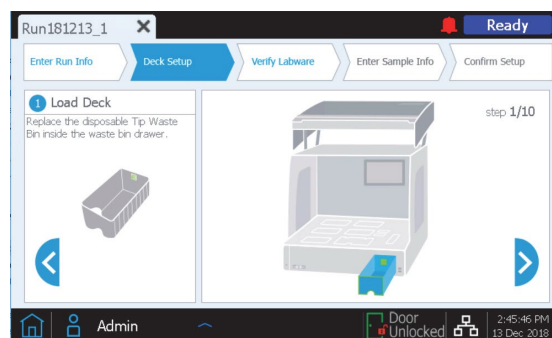 Run181213_1
Ready
Enter Run Info
Deck Setup
Verify Labware
Enter Sample Info
Confirm Setup
1 Load Deck
Replace the disposable Tip Waste
Bin inside the waste bin drawer.
step 1/10
Admin
Door
Unlocked
2:45:46 PM
13 Dec 2018